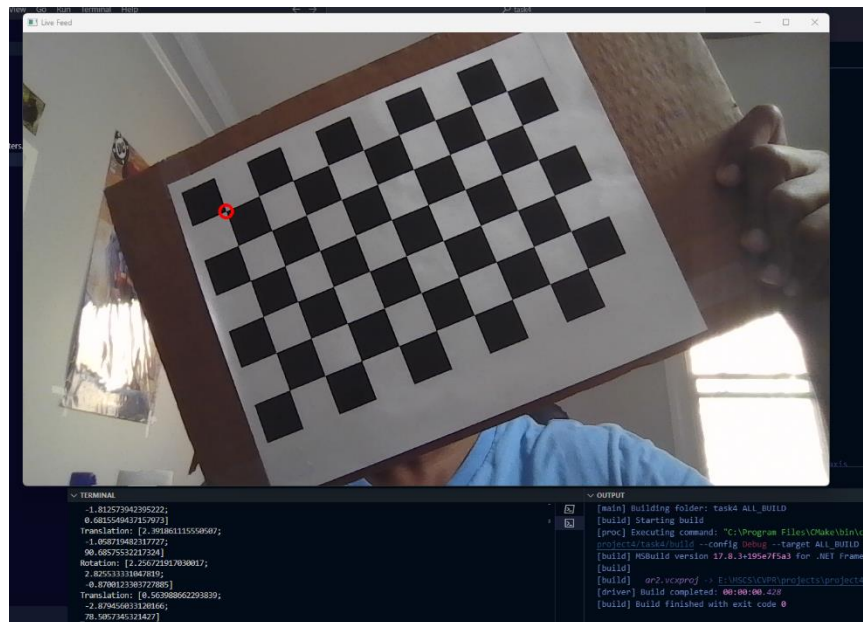 View Go Run Terminal Help
task4
Live Feed
ters.
axis
TERMINAL
-1.812573942395222;
0.6815549437157973]
Translation: [2.391861115550507;
-1.058719482317727;
90.68575532217324]
Rotation: [2.256721917030017;
2.825533331047819;
-0.8700123303727885]
Translation: [0.563988662293839;
-2.879456033120166;
78.5057345321427]
OUTPUT
[main] Building folder: task4 ALL_BUILD
[build] Starting build
[proc] Executing command: "C:\Program Files\CMake\bin\c
project4/task4/build --config Debug --target ALL_BUILD
[build] MSBuild version 17.8.3+195e7f5a3 for .NET Frame
[build]
[build] ar2.vcxproj -> E:\MSCS\CVPR\projects\project4
[driver] Build completed: 00:00:00.428
[build] Build finished with exit code 0